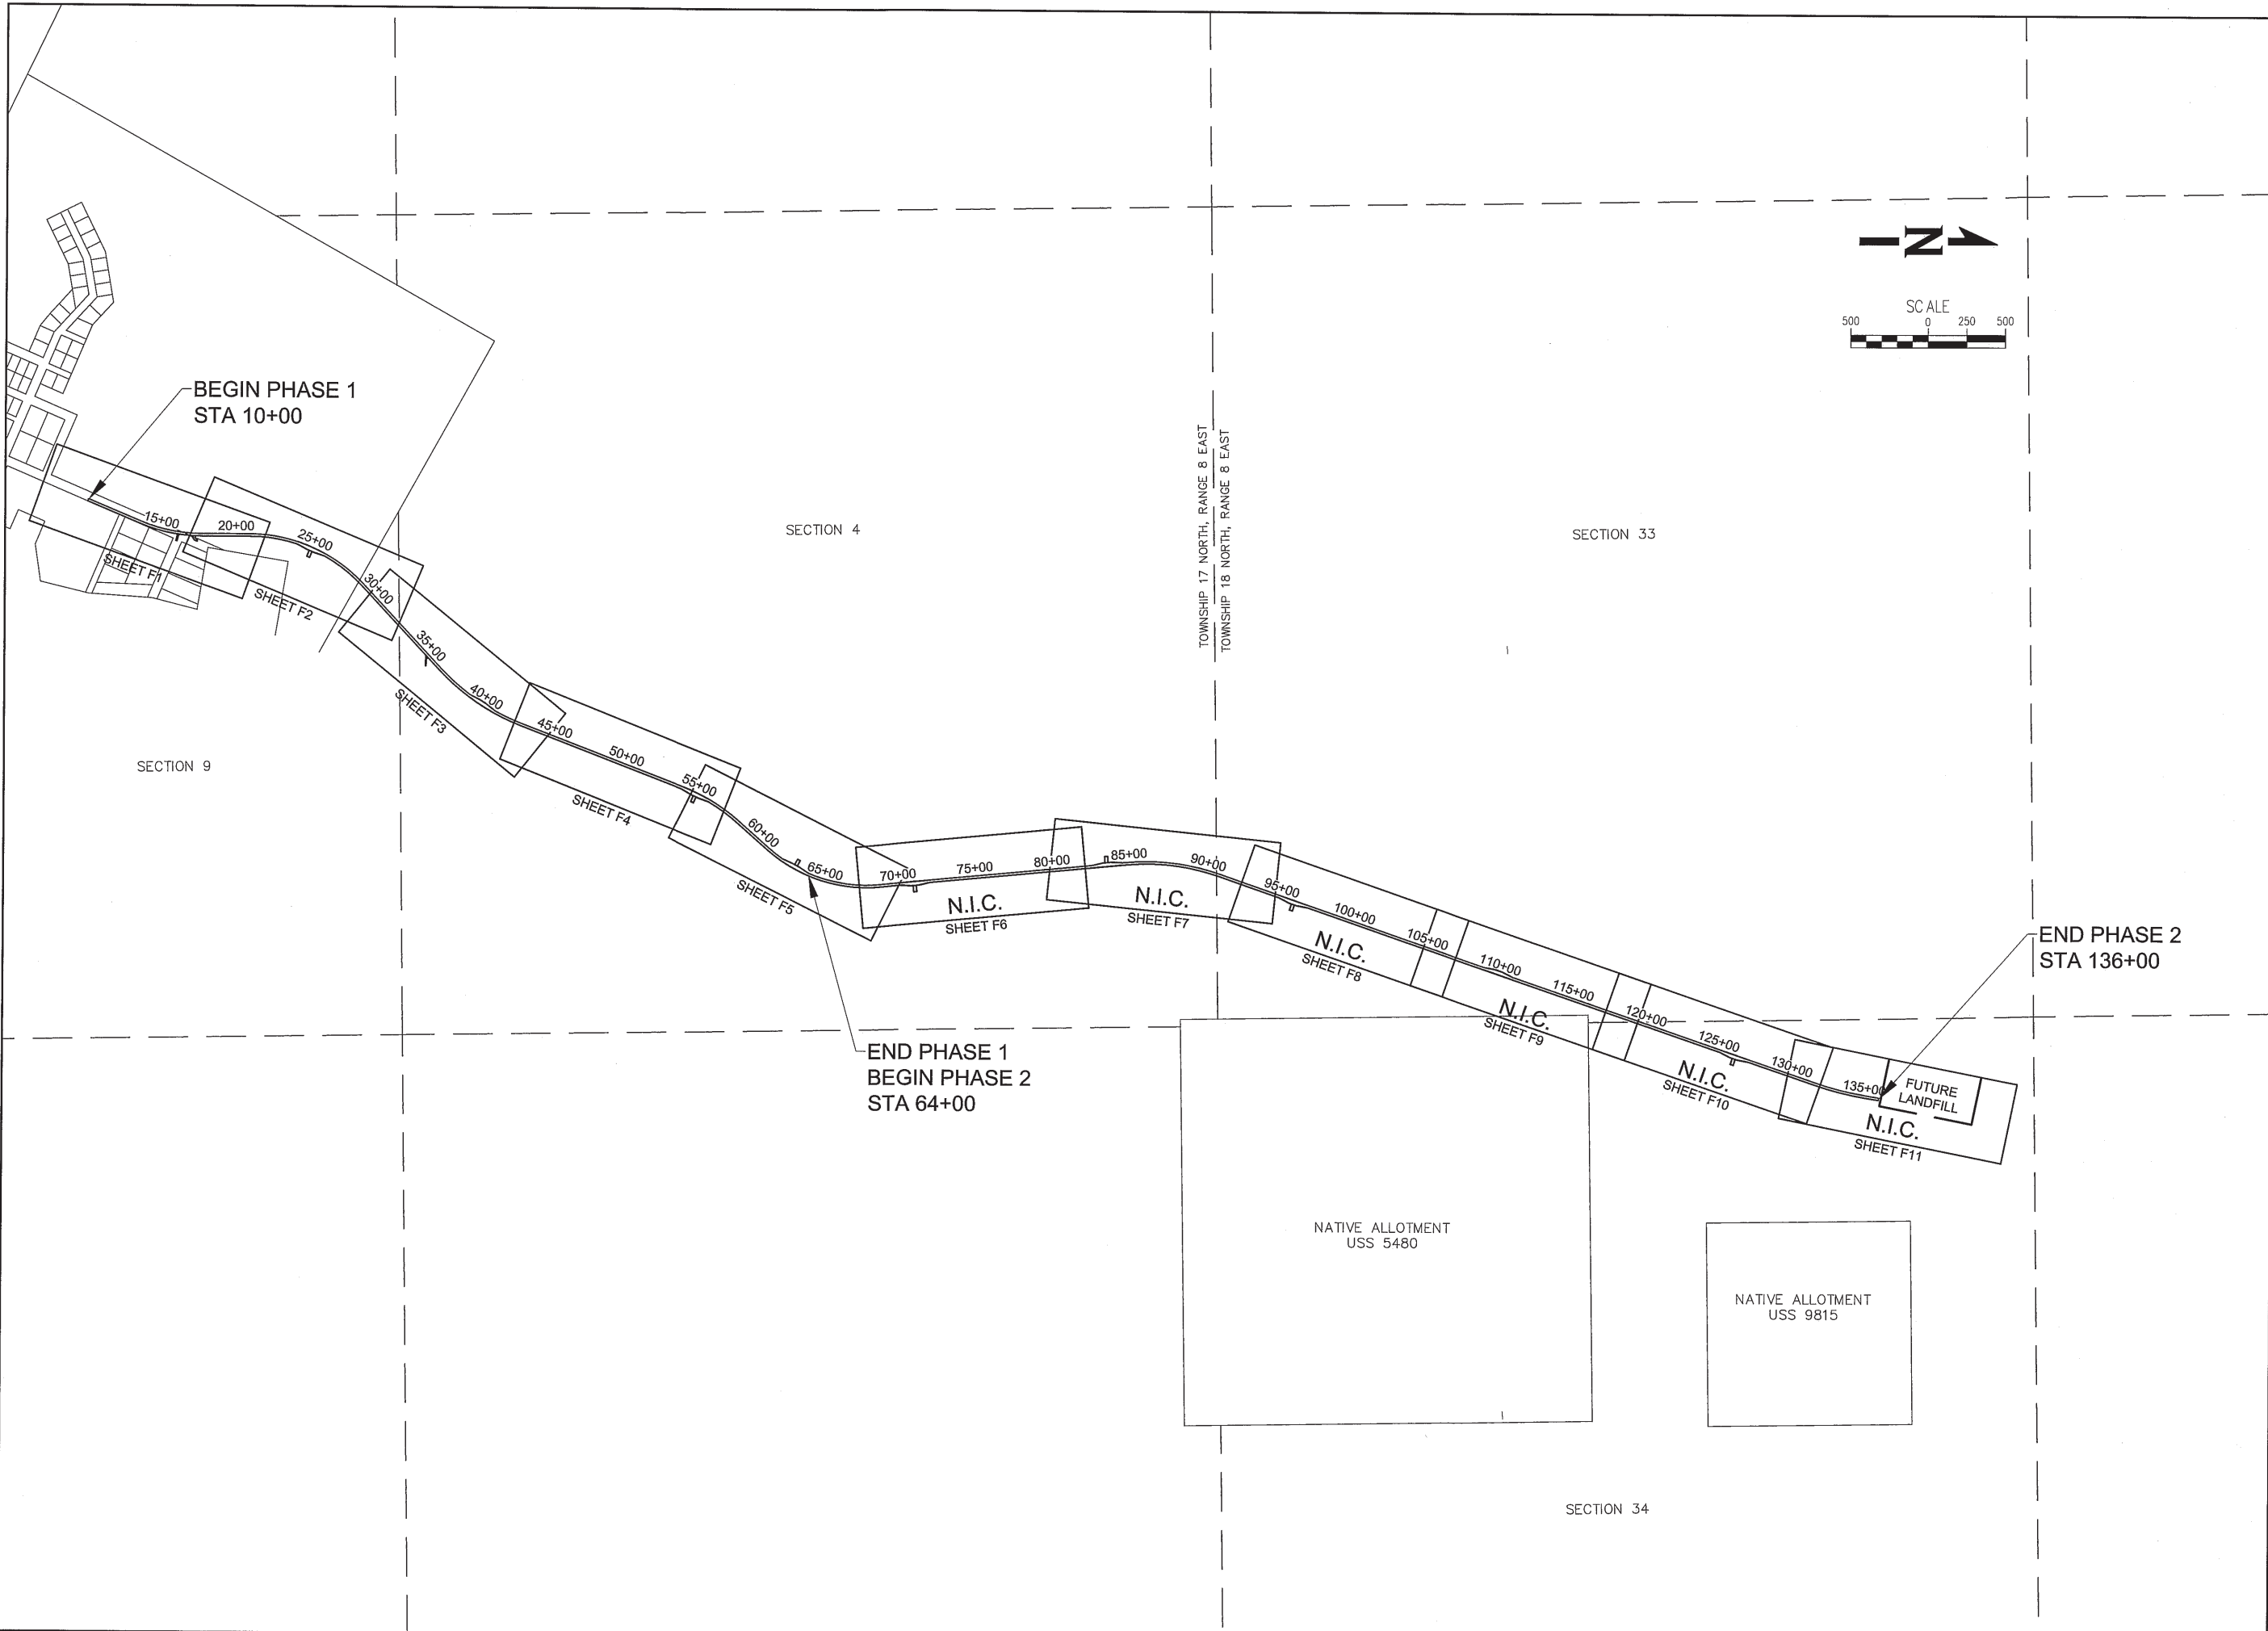 N
SCALE
500 0 250 500
BEGIN PHASE 1
STA 10+00
TOWNSHIP 17 NORTH, RANGE 8 EAST
TOWNSHIP 18 NORTH, RANGE 8 EAST
SECTION 4
SECTION 33
15+00
20+00
25+00
30+00
35+00
40+00
45+00
50+00
55+00
60+00
65+00
70+00
75+00
80+00
85+00
90+00
95+00
100+00
105+00
110+00
115+00
120+00
125+00
130+00
135+00
SHEET F1
SHEET F2
SHEET F3
SHEET F4
SHEET F5
N.I.C.
SHEET F6
N.I.C.
SHEET F7
N.I.C.
SHEET F8
N.I.C.
SHEET F9
N.I.C.
SHEET F10
N.I.C.
SHEET F11
FUTURE
LANDFILL
SECTION 9
END PHASE 2
STA 136+00
END PHASE 1
BEGIN PHASE 2
STA 64+00
NATIVE ALLOTMENT
USS 5480
NATIVE ALLOTMENT
USS 9815
SECTION 34